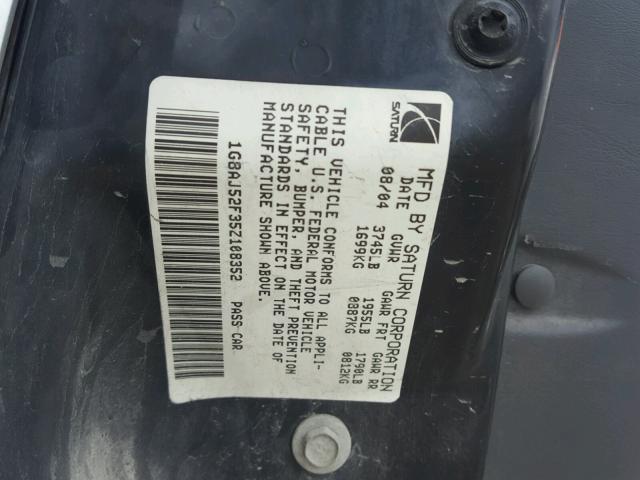 SATURN
MFD BY SATURN CORPORATION
DATE GVWR GAWR FRT GAWR RR
08/04 3745LB 1955LB 1790LB
1699KG 0887KG 0812KG
THIS VEHICLE CONFORMS TO ALL APPLI-
CABLE U.S. FEDERAL MOTOR VEHICLE
SAFETY, BUMPER, AND THEFT PREVENTION
STANDARDS IN EFFECT ON THE DATE OF
MANUFACTURE SHOWN ABOVE.
1G8AJ52F35Z108352 PASS CAR